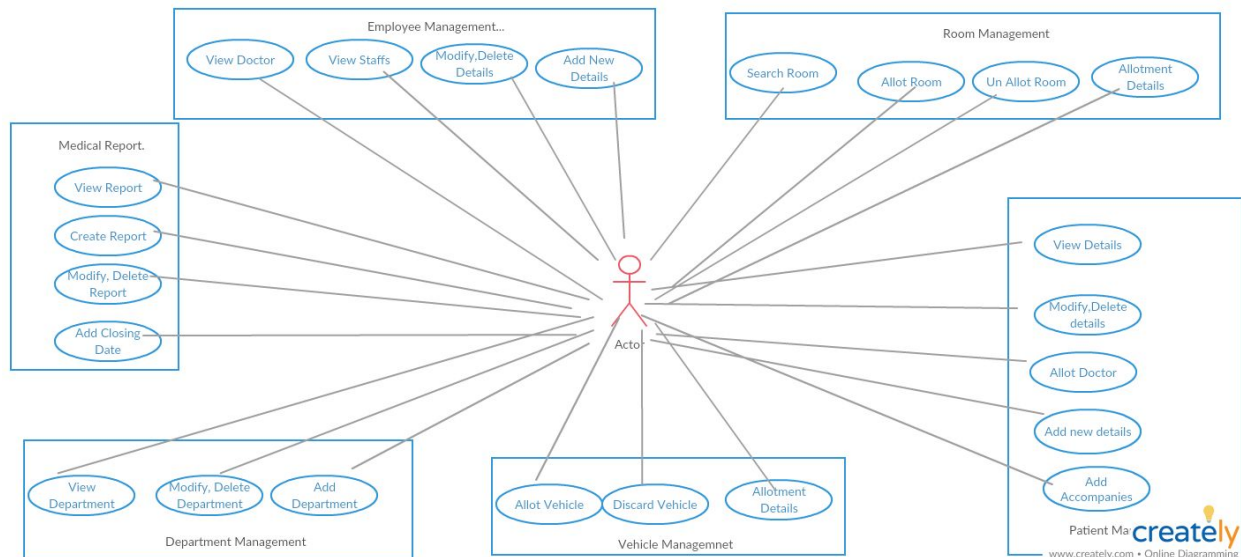 Employee Management...
View Doctor
View Staffs
Modify,Delete
Details
Add New
Details
Room Management
Search Room
Allot Room
Un Allot Room
Allotment
Details
Medical Report.
View Report
Create Report
Modify, Delete
Report
Add Closing
Date
Actor
View Details
Modify,Delete
details
Allot Doctor
Add new details
Add
Accompanies
Patient Ma
View
Department
Modify, Delete
Department
Add
Department
Department Management
Allot Vehicle
Discard Vehicle
Allotment
Details
Vehicle Managmnet
creately
www.creately.com • Online Diagramming